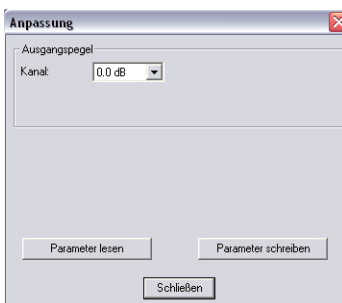 Anpassung
Ausgangspegel
Kanal: 0.0 dB
Parameter lesen Parameter schreiben
Schließen